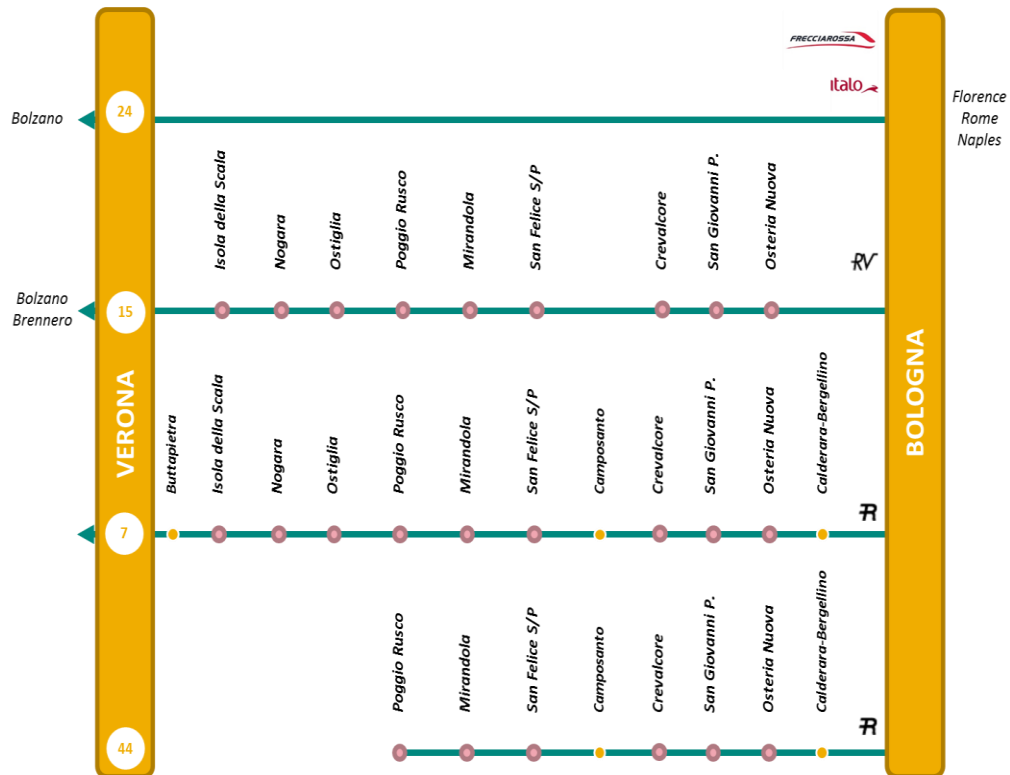 FRECCIAROSSA
italo
24
Bolzano
Florence
Rome
Naples
Isola della Scala
Nogara
Ostiglia
Poggio Rusco
Mirandola
San Felice S/P
Crevalcore
San Giovanni P.
Osteria Nuova
RV
Bolzano
Brennero
15
VERONA
BOLOGNA
Buttapietra
Isola della Scala
Nogara
Ostiglia
Poggio Rusco
Mirandola
San Felice S/P
Camposanto
Crevalcore
San Giovanni P.
Osteria Nuova
Calderara-Bergellino
R
7
Poggio Rusco
Mirandola
San Felice S/P
Camposanto
Crevalcore
San Giovanni P.
Osteria Nuova
Calderara-Bergellino
R
44